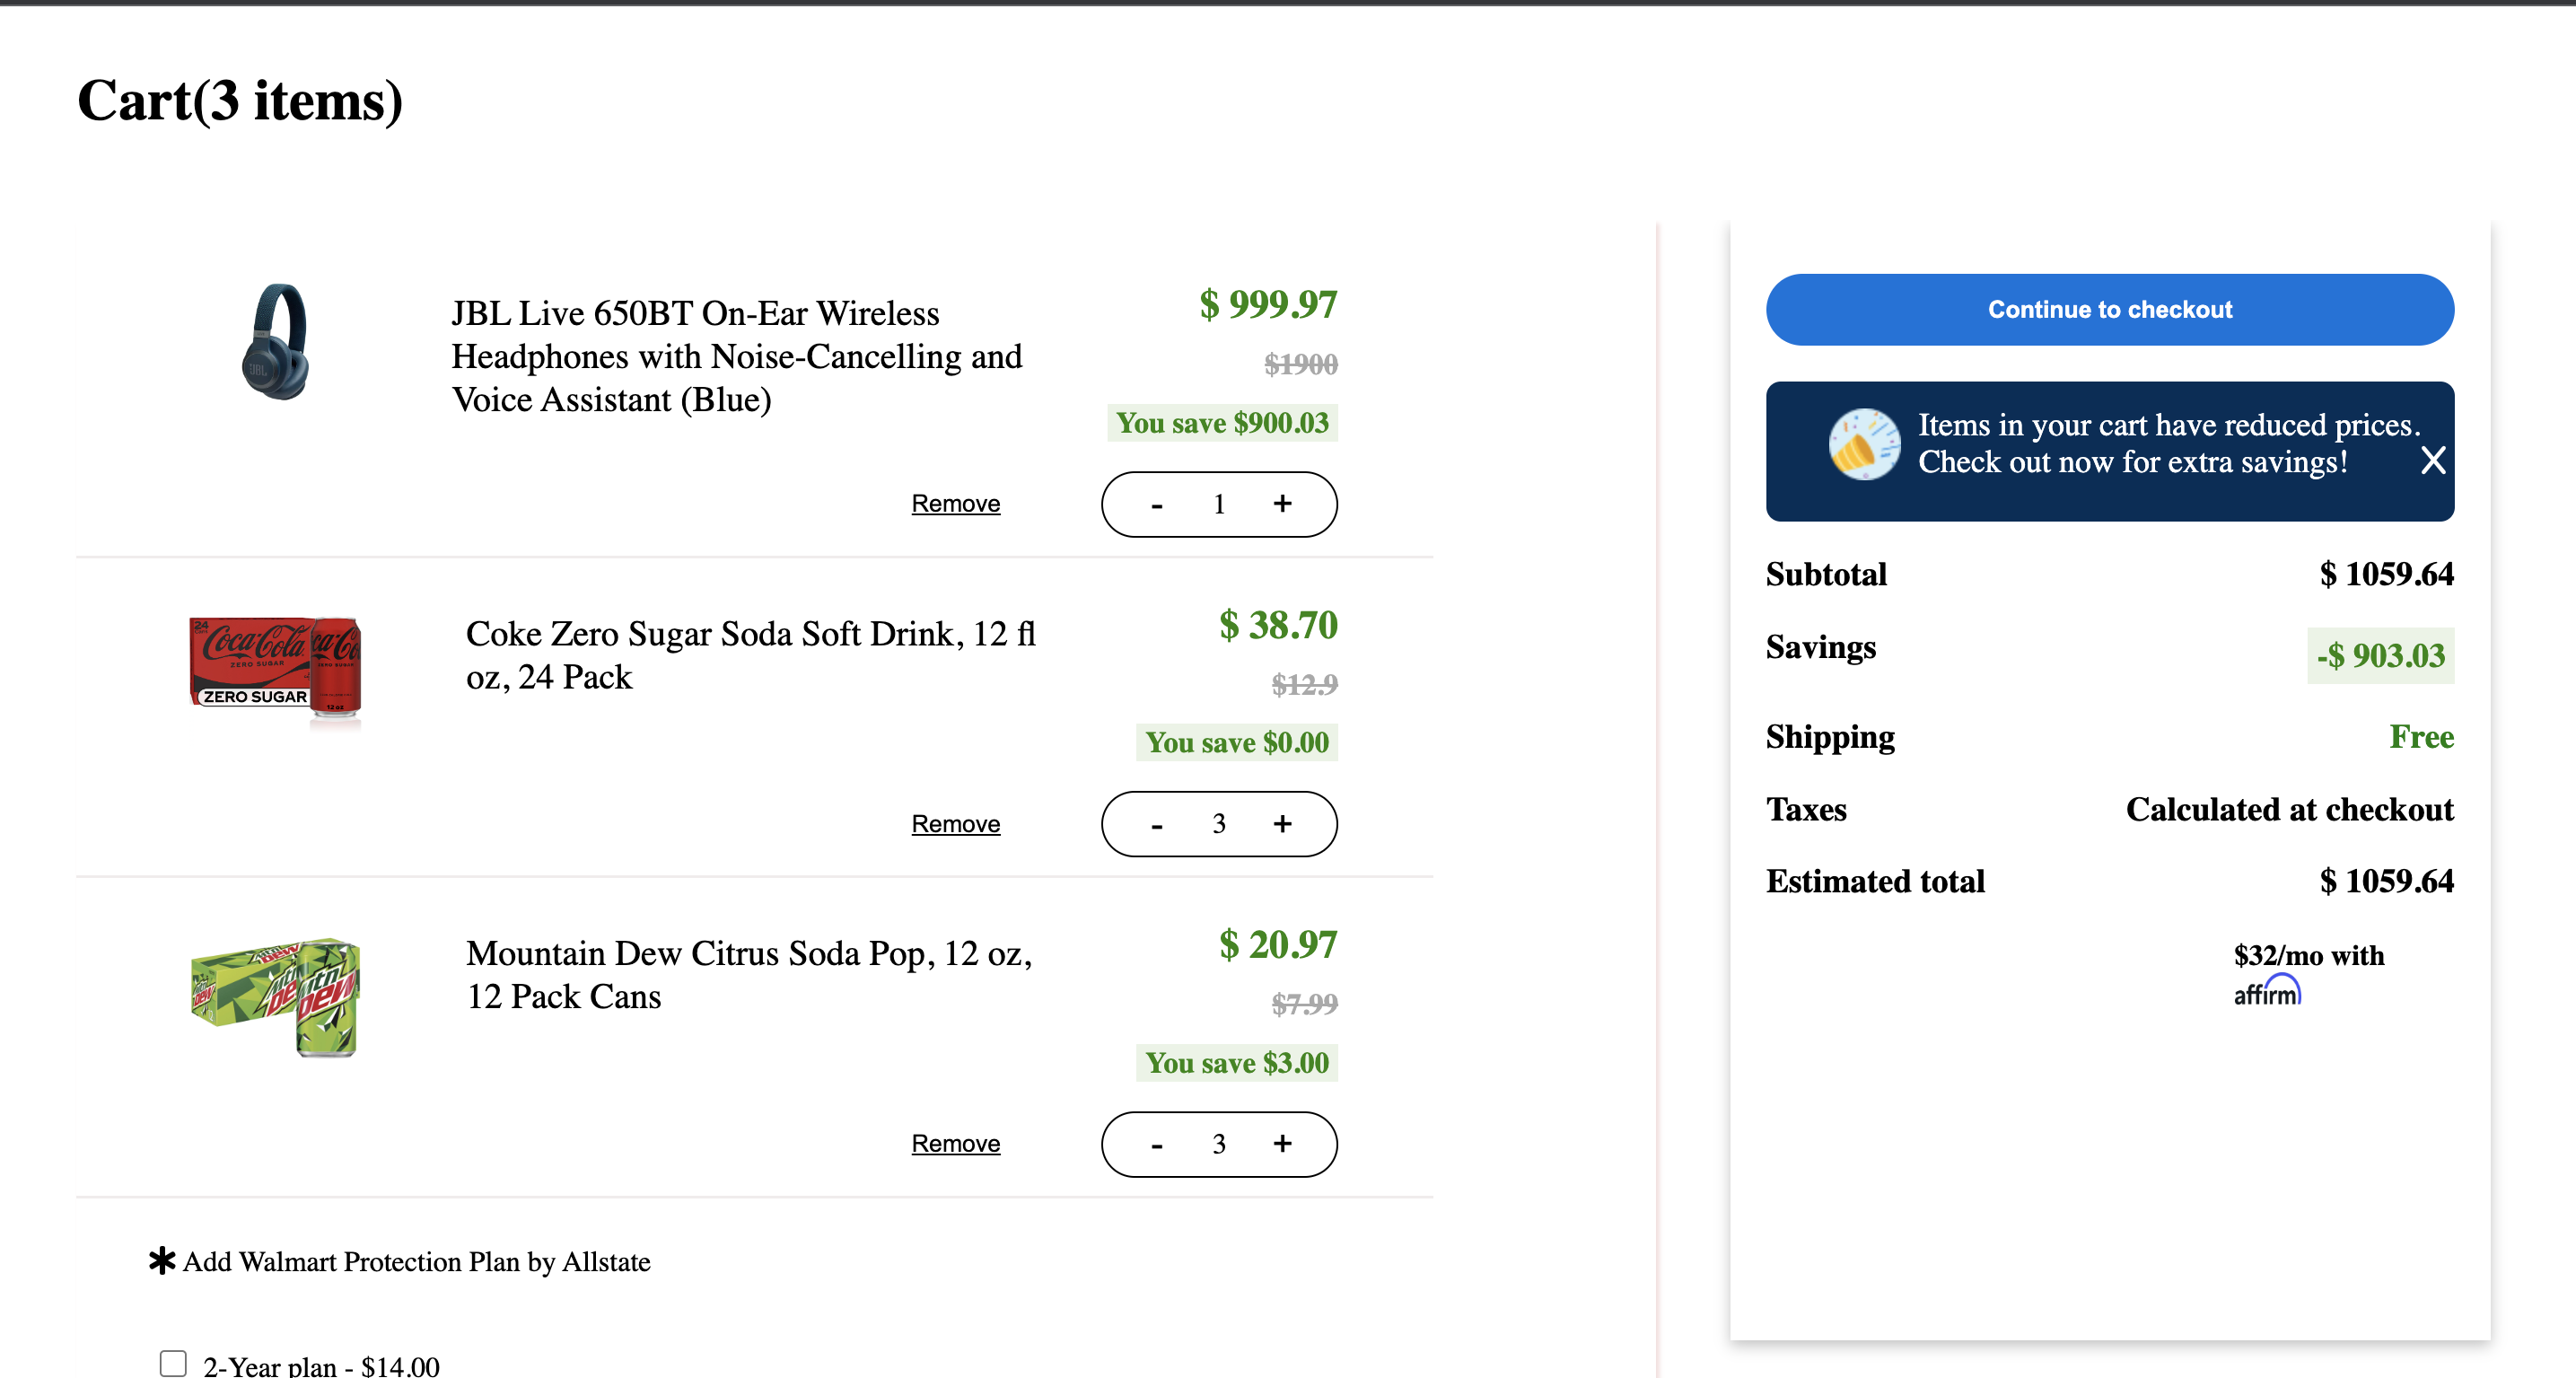 Cart(3 items)
JBL Live 650BT On-Ear Wireless
Headphones with Noise-Cancelling and
Voice Assistant (Blue)
$ 999.97
$1900
You save $900.03
Remove
- 1 +
JBL
Coke Zero Sugar Soda Soft Drink, 12 fl
oz, 24 Pack
$ 38.70
$12.9
You save $0.00
Remove
- 3 +
24
Coca-Cola
ZERO SUGAR
ZERO SUGAR
Mountain Dew Citrus Soda Pop, 12 oz,
12 Pack Cans
$ 20.97
$7.99
You save $3.00
Remove
- 3 +
mtn
DEW
Add Walmart Protection Plan by Allstate
2-Year plan - $14.00
Continue to checkout
Items in your cart have reduced prices.
Check out now for extra savings!
X
Subtotal $ 1059.64
Savings -$ 903.03
Shipping Free
Taxes Calculated at checkout
Estimated total $ 1059.64
$32/mo with
affirm